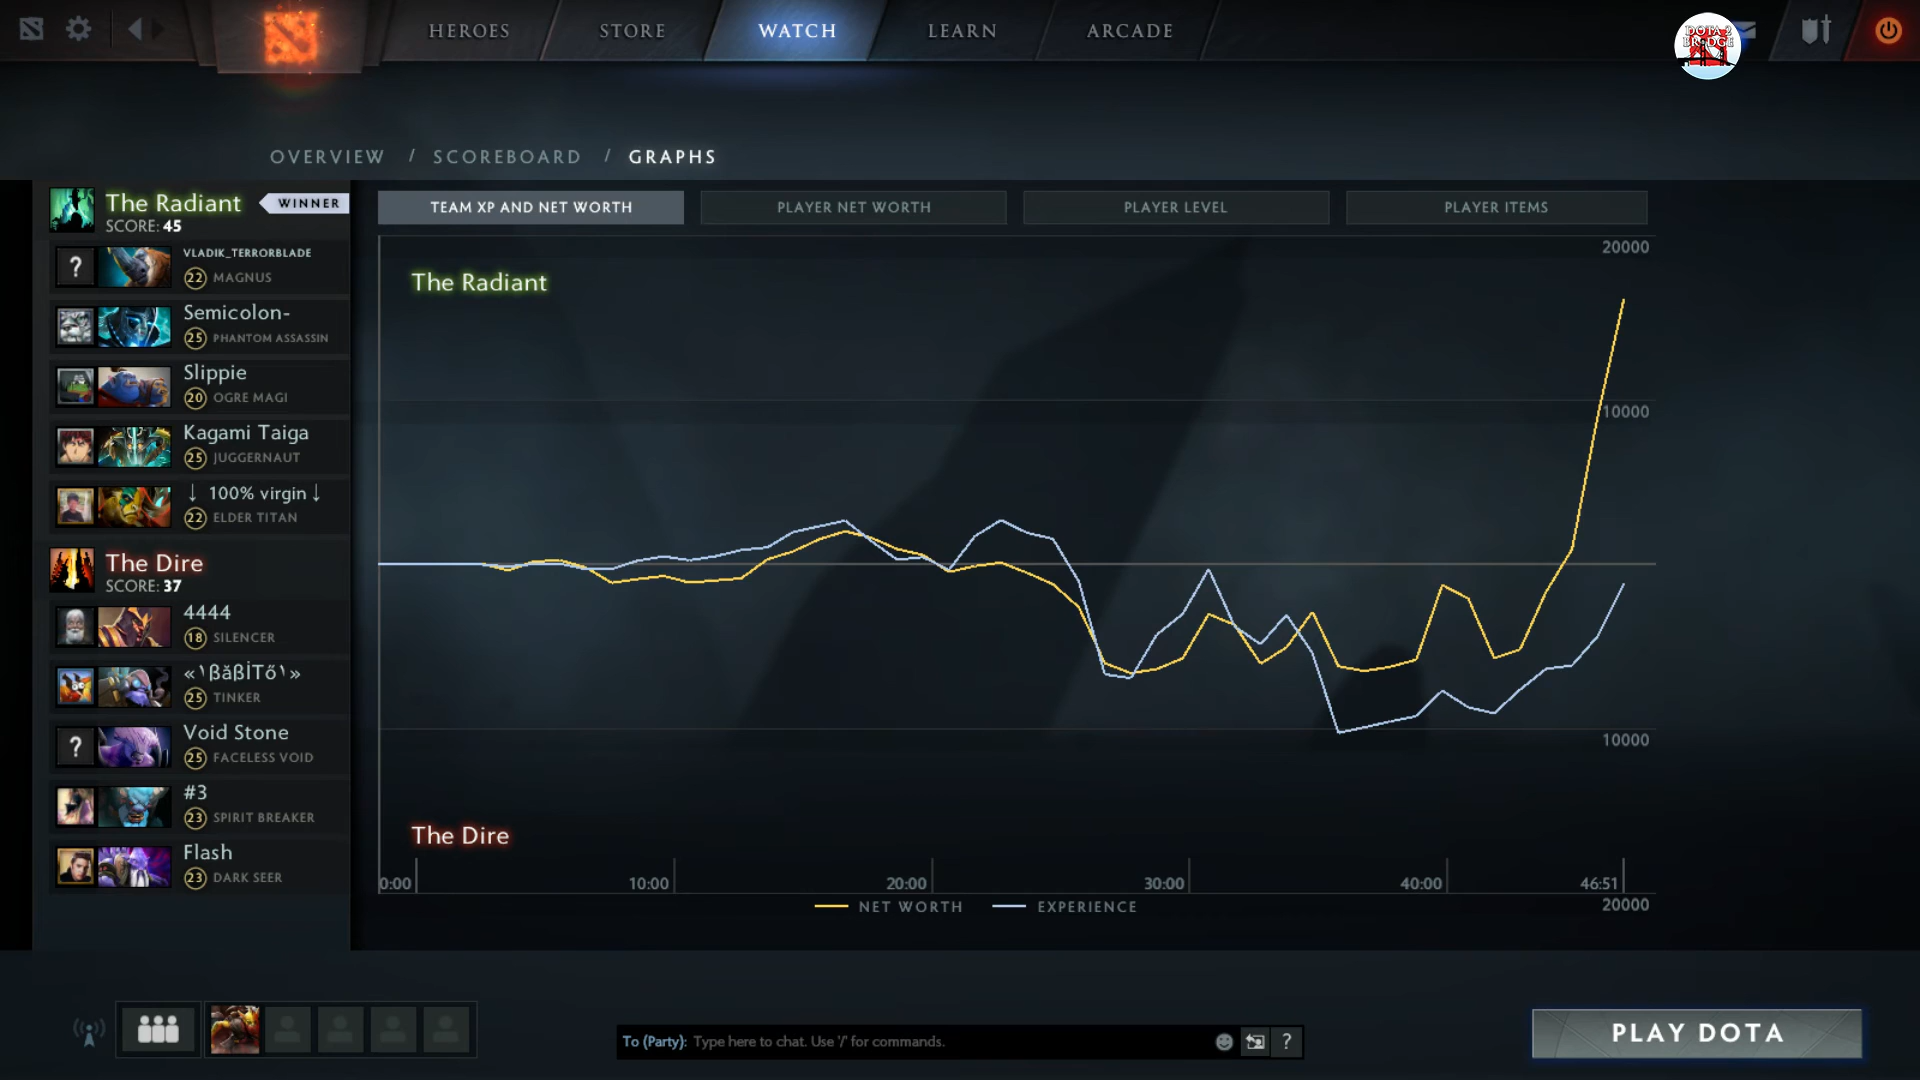 HEROES
STORE
WATCH
LEARN
ARCADE
DOTA 2
BRIDGE
OVERVIEW / SCOREBOARD / GRAPHS
The Radiant
WINNER
SCORE: 45
?
VLADIK_TERRORBLADE
22 MAGNUS
Semicolon-
25 PHANTOM ASSASSIN
Slippie
20 OGRE MAGI
Kagami Taiga
25 JUGGERNAUT
↓ 100% virgin ↓
22 ELDER TITAN
The Dire
SCORE: 37
4444
18 SILENCER
«‵\ßăβİTő‵\»
25 TINKER
?
Void Stone
25 FACELESS VOID
#3
23 SPIRIT BREAKER
Flash
23 DARK SEER
TEAM XP AND NET WORTH
PLAYER NET WORTH
PLAYER LEVEL
PLAYER ITEMS
20000
The Radiant
10000
10000
The Dire
0:00
10:00
20:00
30:00
40:00
46:51
20000
NET WORTH
EXPERIENCE
To (Party): Type here to chat. Use '/' for commands.
?
PLAY DOTA